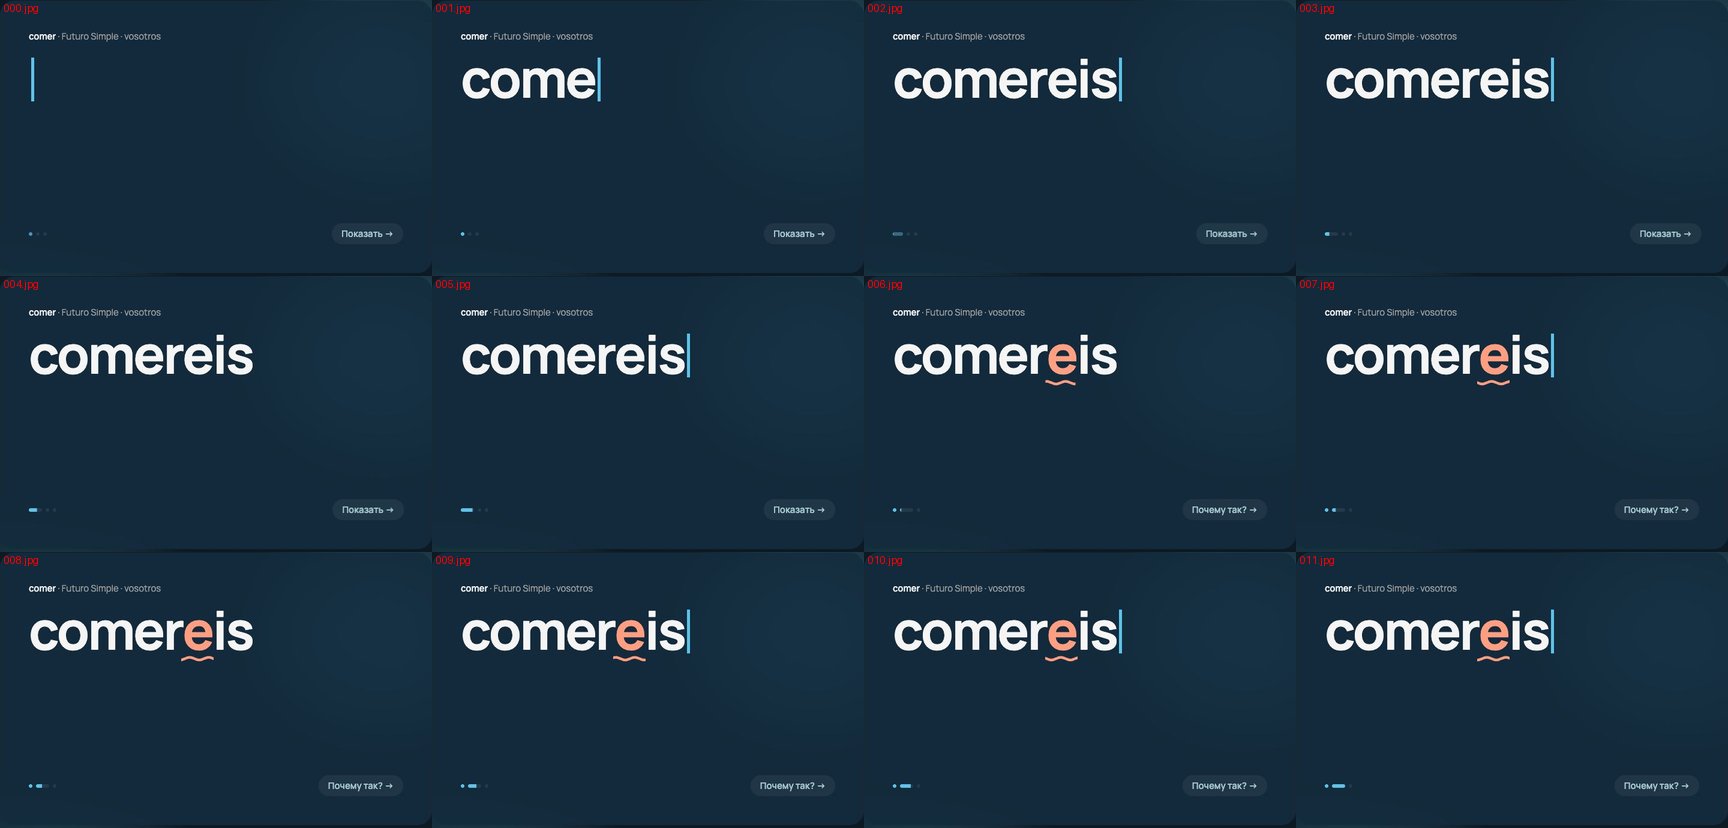 000.jpg
comer · Futuro Simple · vosotros
Показать →
001.jpg
comer · Futuro Simple · vosotros
come
Показать →
002.jpg
comer · Futuro Simple · vosotros
comereis
Показать →
003.jpg
comer · Futuro Simple · vosotros
comereis
Показать →
004.jpg
comer · Futuro Simple · vosotros
comereis
Показать →
005.jpg
comer · Futuro Simple · vosotros
comereis
Показать →
006.jpg
comer · Futuro Simple · vosotros
comereis
Почему так? →
007.jpg
comer · Futuro Simple · vosotros
comereis
Почему так? →
008.jpg
comer · Futuro Simple · vosotros
comereis
Почему так? →
009.jpg
comer · Futuro Simple · vosotros
comereis
Почему так? →
010.jpg
comer · Futuro Simple · vosotros
comereis
Почему так? →
011.jpg
comer · Futuro Simple · vosotros
comereis
Почему так? →